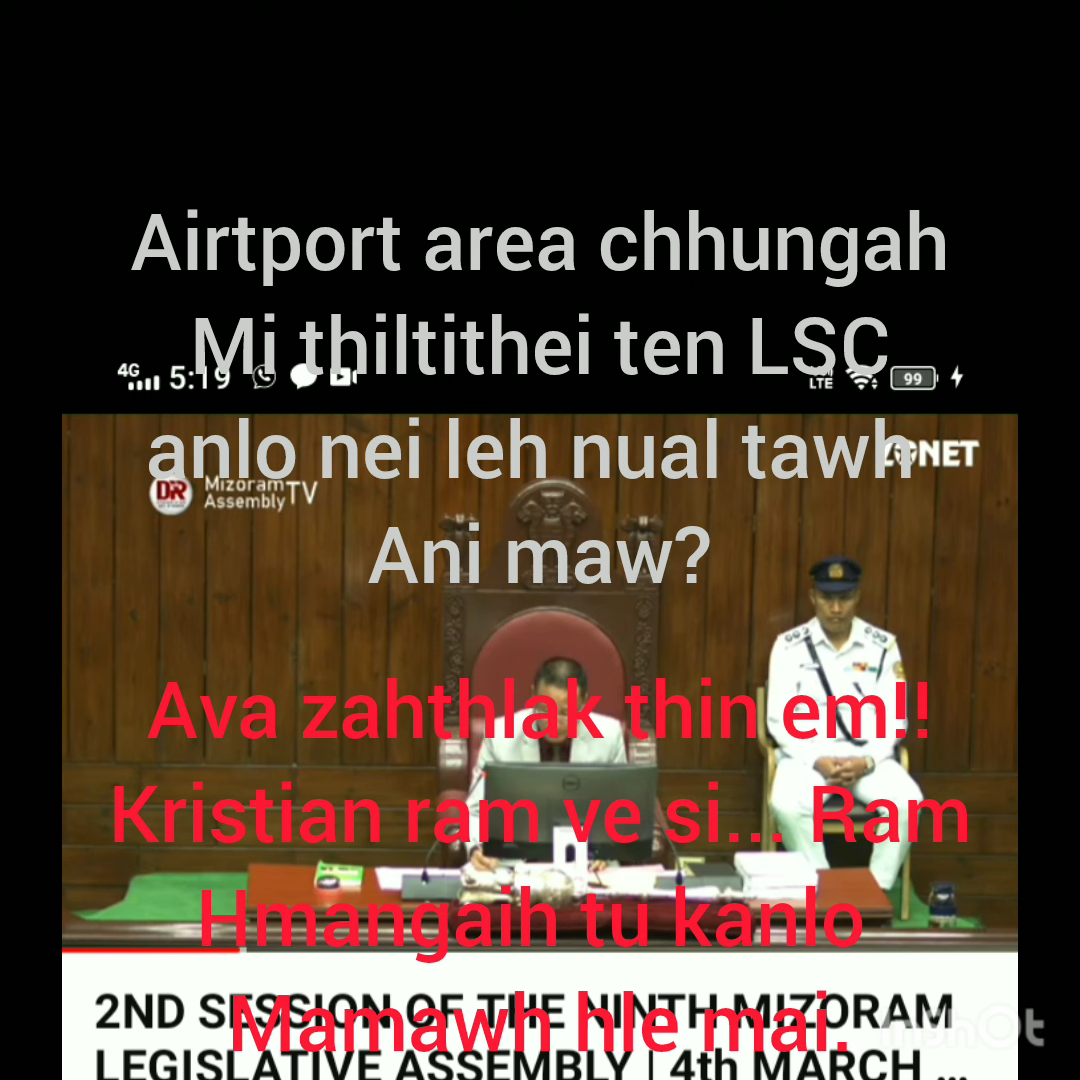 Airtport area chhungah
Mi thiltithei ten LSC
4G 5:19 LTE 99
anlo nei leh nual tawh
ZONET
DR Mizoram Assembly TV
Ani maw?
Ava zahthlak thin em!!
Kristian ram ve si... Ram
Hmangaih tu kanlo
2ND SESSION OF THE NINTH MIZORAM
Mamawh hle mai.
LEGISLATIVE ASSEMBLY | 4th MARCH ...